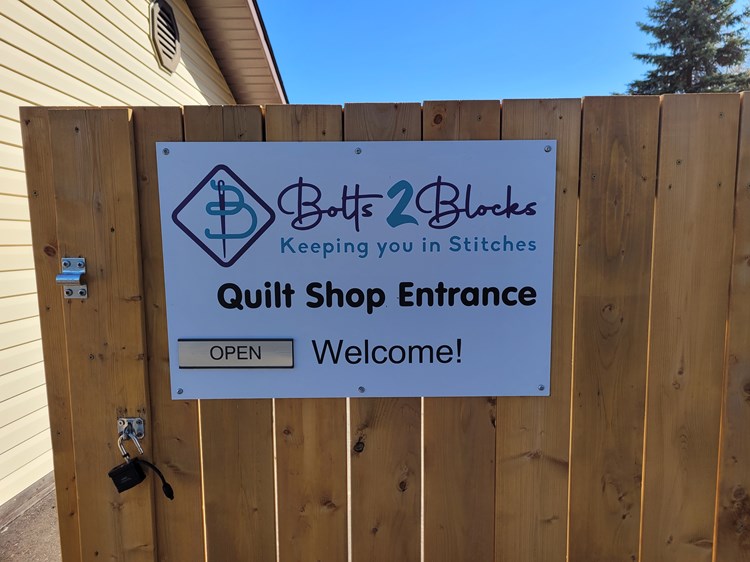 Bolts 2 Blocks
Keeping you in Stitches
Quilt Shop Entrance
OPEN Welcome!